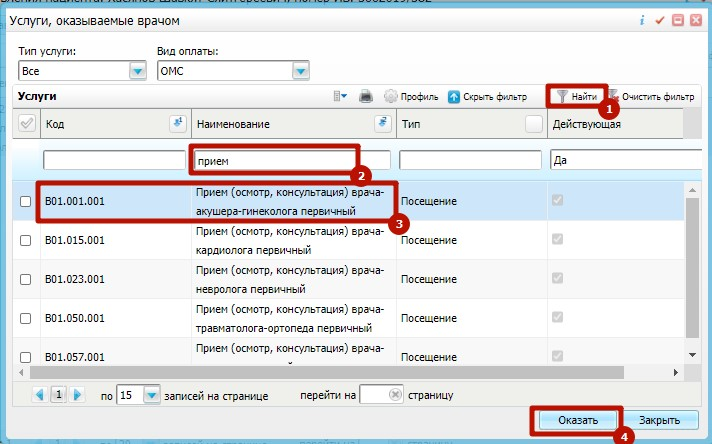 Услуги, оказываемые врачом
Тип услуги: Вид оплаты:
Все ОМС
Услуги Профиль Скрыть фильтр Найти Очистить фильтр
1
Код Наименование Тип Действующая
прием Да
2
B01.001.001 Прием (осмотр, консультация) врача-акушера-гинеколога первичный Посещение
3
B01.015.001 Прием (осмотр, консультация) врача-кардиолога первичный Посещение
B01.023.001 Прием (осмотр, консультация) врача-невролога первичный Посещение
B01.050.001 Прием (осмотр, консультация) врача-травматолога-ортопеда первичный Посещение
B01.057.001 Прием (осмотр, консультация) врача- Посещение
1 по 15 записей на странице перейти на страницу
Оказать Закрыть
4